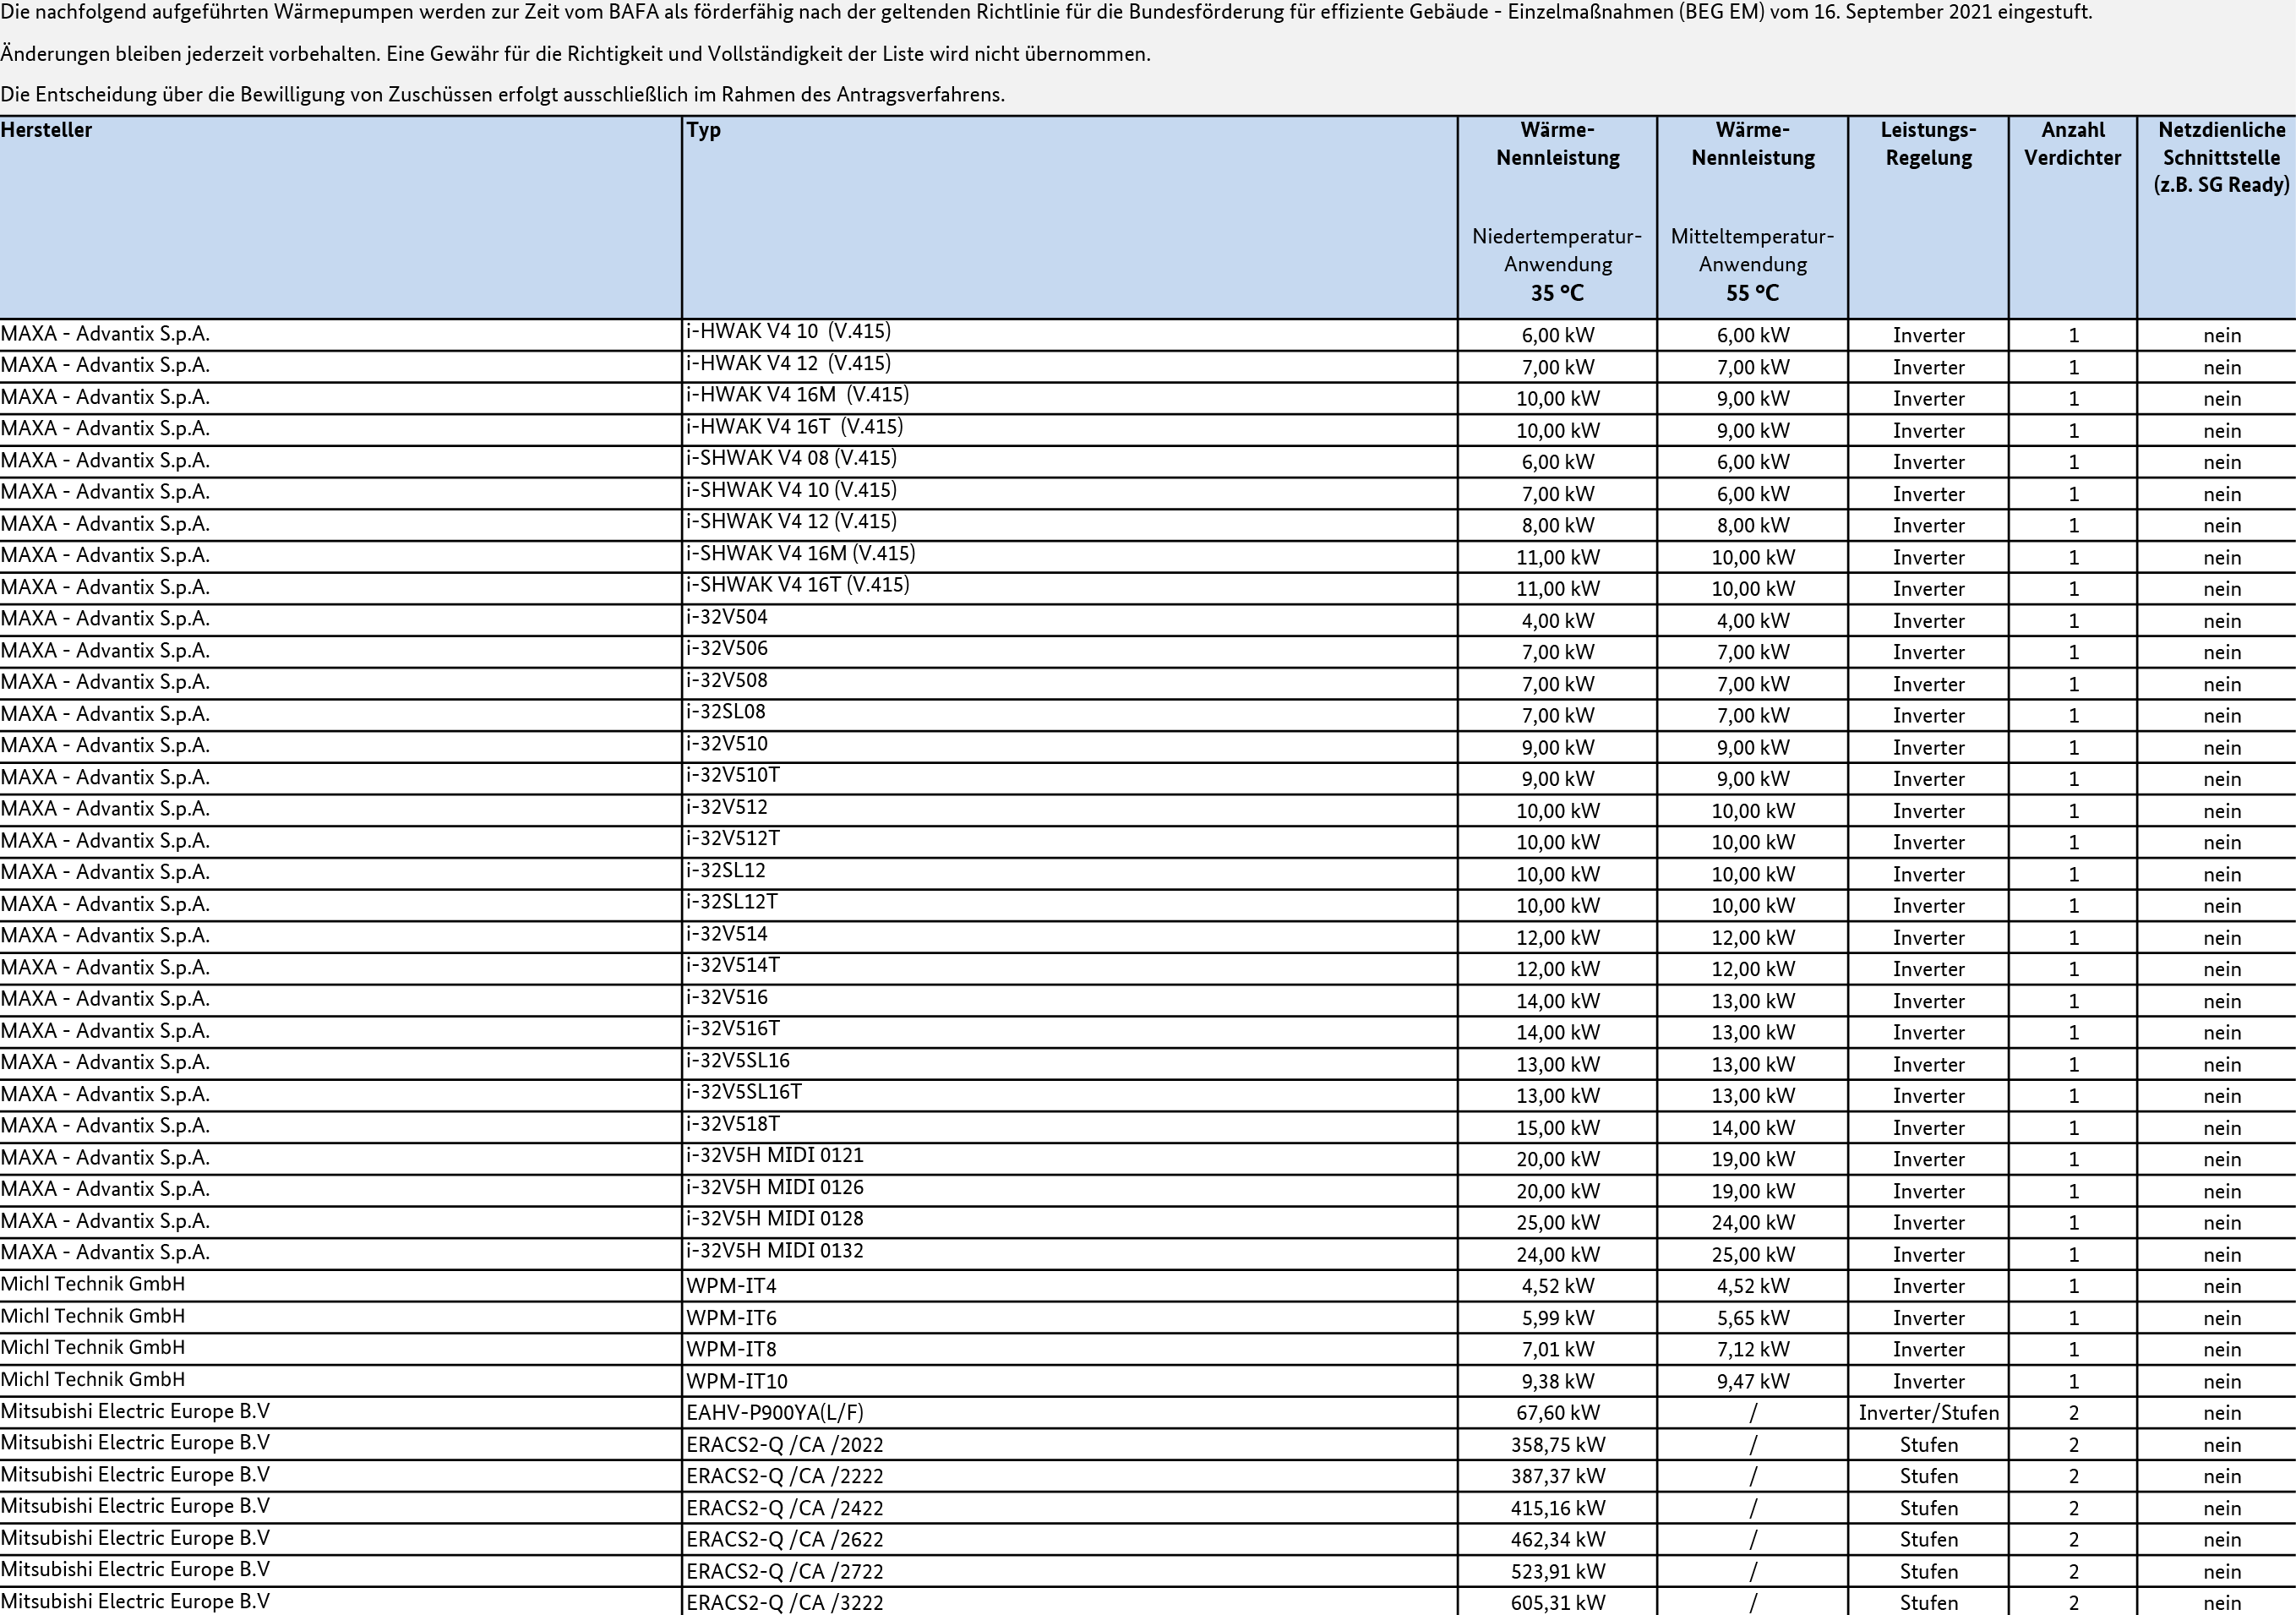 Die nachfolgend aufgeführten Wärmepumpen werden zur Zeit vom BAFA als förderfähig nach der geltenden Richtlinie für die Bundesförderung für effiziente Gebäude - Einzelmaßnahmen (BEG EM) vom 16. September 2021 eingestuft.
Änderungen bleiben jederzeit vorbehalten. Eine Gewähr für die Richtigkeit und Vollständigkeit der Liste wird nicht übernommen.
Die Entscheidung über die Bewilligung von Zuschüssen erfolgt ausschließlich im Rahmen des Antragsverfahrens.
Hersteller Typ Wärme- Wärme- Leistungs- Anzahl Netzdienliche
Nennleistung Nennleistung Regelung Verdichter Schnittstelle
(z.B. SG Ready)
Niedertemperatur- Mitteltemperatur-
Anwendung Anwendung
35 °C 55 °C
MAXA - Advantix S.p.A. i-HWAK V4 10 (V.415) 6,00 kW 6,00 kW Inverter 1 nein
MAXA - Advantix S.p.A. i-HWAK V4 12 (V.415) 7,00 kW 7,00 kW Inverter 1 nein
MAXA - Advantix S.p.A. i-HWAK V4 16M (V.415) 10,00 kW 9,00 kW Inverter 1 nein
MAXA - Advantix S.p.A. i-HWAK V4 16T (V.415) 10,00 kW 9,00 kW Inverter 1 nein
MAXA - Advantix S.p.A. i-SHWAK V4 08 (V.415) 6,00 kW 6,00 kW Inverter 1 nein
MAXA - Advantix S.p.A. i-SHWAK V4 10 (V.415) 7,00 kW 6,00 kW Inverter 1 nein
MAXA - Advantix S.p.A. i-SHWAK V4 12 (V.415) 8,00 kW 8,00 kW Inverter 1 nein
MAXA - Advantix S.p.A. i-SHWAK V4 16M (V.415) 11,00 kW 10,00 kW Inverter 1 nein
MAXA - Advantix S.p.A. i-SHWAK V4 16T (V.415) 11,00 kW 10,00 kW Inverter 1 nein
MAXA - Advantix S.p.A. i-32V504 4,00 kW 4,00 kW Inverter 1 nein
MAXA - Advantix S.p.A. i-32V506 7,00 kW 7,00 kW Inverter 1 nein
MAXA - Advantix S.p.A. i-32V508 7,00 kW 7,00 kW Inverter 1 nein
MAXA - Advantix S.p.A. i-32SL08 7,00 kW 7,00 kW Inverter 1 nein
MAXA - Advantix S.p.A. i-32V510 9,00 kW 9,00 kW Inverter 1 nein
MAXA - Advantix S.p.A. i-32V510T 9,00 kW 9,00 kW Inverter 1 nein
MAXA - Advantix S.p.A. i-32V512 10,00 kW 10,00 kW Inverter 1 nein
MAXA - Advantix S.p.A. i-32V512T 10,00 kW 10,00 kW Inverter 1 nein
MAXA - Advantix S.p.A. i-32SL12 10,00 kW 10,00 kW Inverter 1 nein
MAXA - Advantix S.p.A. i-32SL12T 10,00 kW 10,00 kW Inverter 1 nein
MAXA - Advantix S.p.A. i-32V514 12,00 kW 12,00 kW Inverter 1 nein
MAXA - Advantix S.p.A. i-32V514T 12,00 kW 12,00 kW Inverter 1 nein
MAXA - Advantix S.p.A. i-32V516 14,00 kW 13,00 kW Inverter 1 nein
MAXA - Advantix S.p.A. i-32V516T 14,00 kW 13,00 kW Inverter 1 nein
MAXA - Advantix S.p.A. i-32V5SL16 13,00 kW 13,00 kW Inverter 1 nein
MAXA - Advantix S.p.A. i-32V5SL16T 13,00 kW 13,00 kW Inverter 1 nein
MAXA - Advantix S.p.A. i-32V518T 15,00 kW 14,00 kW Inverter 1 nein
MAXA - Advantix S.p.A. i-32V5H MIDI 0121 20,00 kW 19,00 kW Inverter 1 nein
MAXA - Advantix S.p.A. i-32V5H MIDI 0126 20,00 kW 19,00 kW Inverter 1 nein
MAXA - Advantix S.p.A. i-32V5H MIDI 0128 25,00 kW 24,00 kW Inverter 1 nein
MAXA - Advantix S.p.A. i-32V5H MIDI 0132 24,00 kW 25,00 kW Inverter 1 nein
Michl Technik GmbH WPM-IT4 4,52 kW 4,52 kW Inverter 1 nein
Michl Technik GmbH WPM-IT6 5,99 kW 5,65 kW Inverter 1 nein
Michl Technik GmbH WPM-IT8 7,01 kW 7,12 kW Inverter 1 nein
Michl Technik GmbH WPM-IT10 9,38 kW 9,47 kW Inverter 1 nein
Mitsubishi Electric Europe B.V EAHV-P900YA(L/F) 67,60 kW / Inverter/Stufen 2 nein
Mitsubishi Electric Europe B.V ERACS2-Q /CA /2022 358,75 kW / Stufen 2 nein
Mitsubishi Electric Europe B.V ERACS2-Q /CA /2222 387,37 kW / Stufen 2 nein
Mitsubishi Electric Europe B.V ERACS2-Q /CA /2422 415,16 kW / Stufen 2 nein
Mitsubishi Electric Europe B.V ERACS2-Q /CA /2622 462,34 kW / Stufen 2 nein
Mitsubishi Electric Europe B.V ERACS2-Q /CA /2722 523,91 kW / Stufen 2 nein
Mitsubishi Electric Europe B.V ERACS2-Q /CA /3222 605,31 kW / Stufen 2 nein